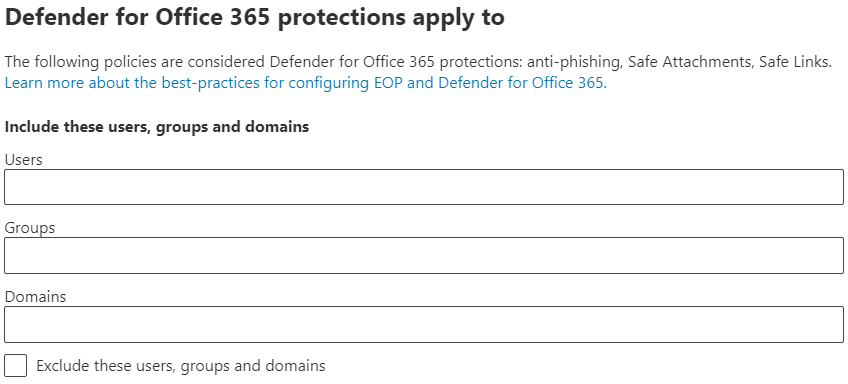 Defender for Office 365 protections apply to
The following policies are considered Defender for Office 365 protections: anti-phishing, Safe Attachments, Safe Links.
Learn more about the best-practices for configuring EOP and Defender for Office 365.
Include these users, groups and domains
Users
Groups
Domains
Exclude these users, groups and domains